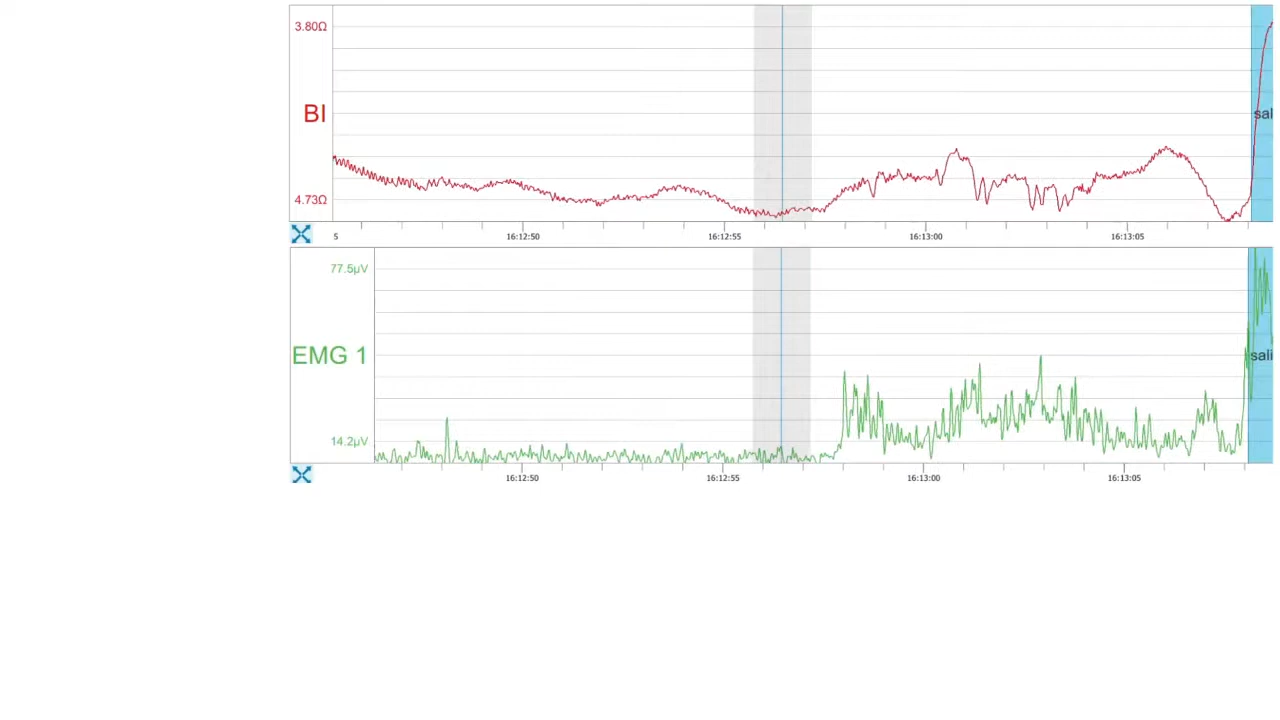 3.80Ω
BI
sal
4.73Ω
5 16:12:50 16:12:55 16:13:00 16:13:05
77.5µV
EMG 1
sali
14.2µV
16:12:50 16:12:55 16:13:00 16:13:05